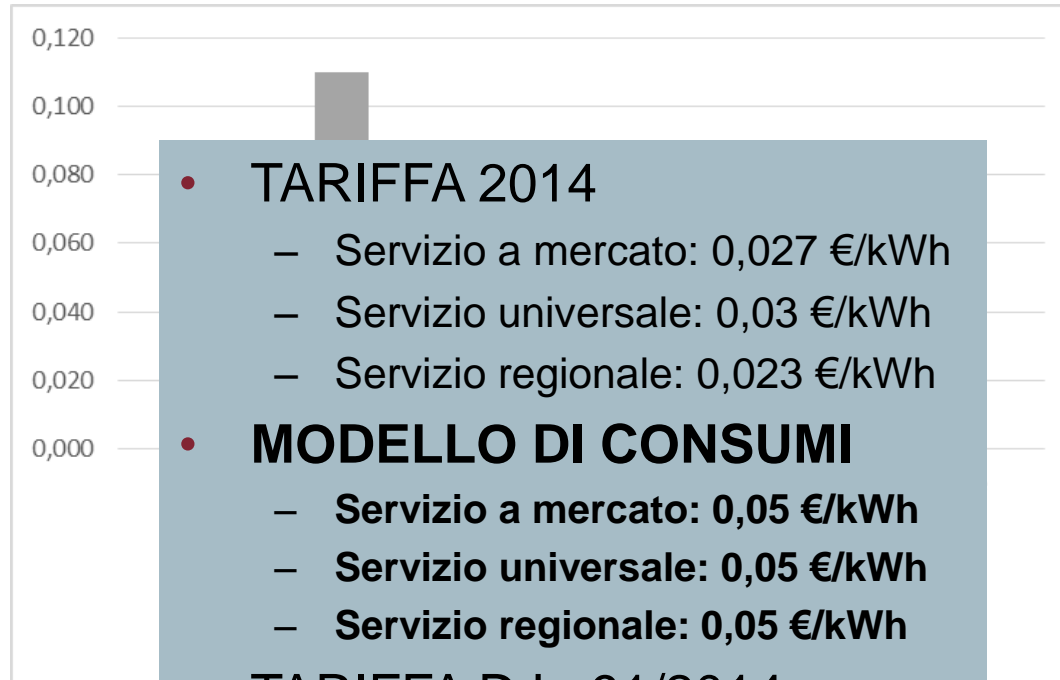 0,120
0,100
0,080
0,060
0,040
0,020
0,000
• TARIFFA 2014
– Servizio a mercato: 0,027 €/kWh
– Servizio universale: 0,03 €/kWh
– Servizio regionale: 0,023 €/kWh
• MODELLO DI CONSUMI
– Servizio a mercato: 0,05 €/kWh
– Servizio universale: 0,05 €/kWh
– Servizio regionale: 0,05 €/kWh
TARIFFA